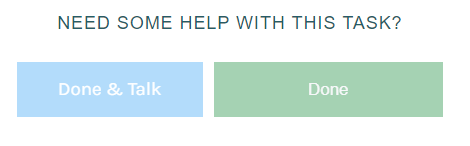 NEED SOME HELP WITH THIS TASK?
Done & Talk
Done